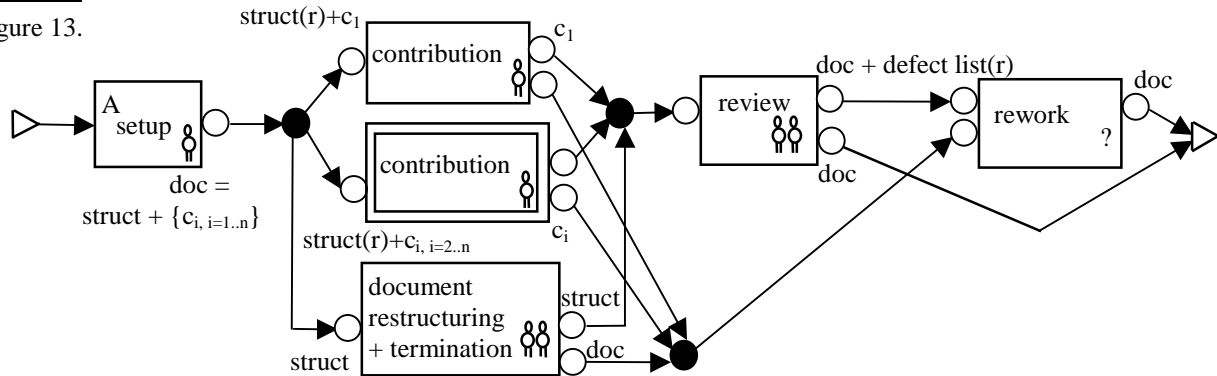 gure 13.
struct(r)+c1
c1
contribution
A
setup
doc =
struct + {ci, i=1..n}
contribution
ci
struct(r)+ci, i=2..n
document
restructuring
+ termination
struct
struct
doc
review
doc + defect list(r)
doc
rework
?
doc